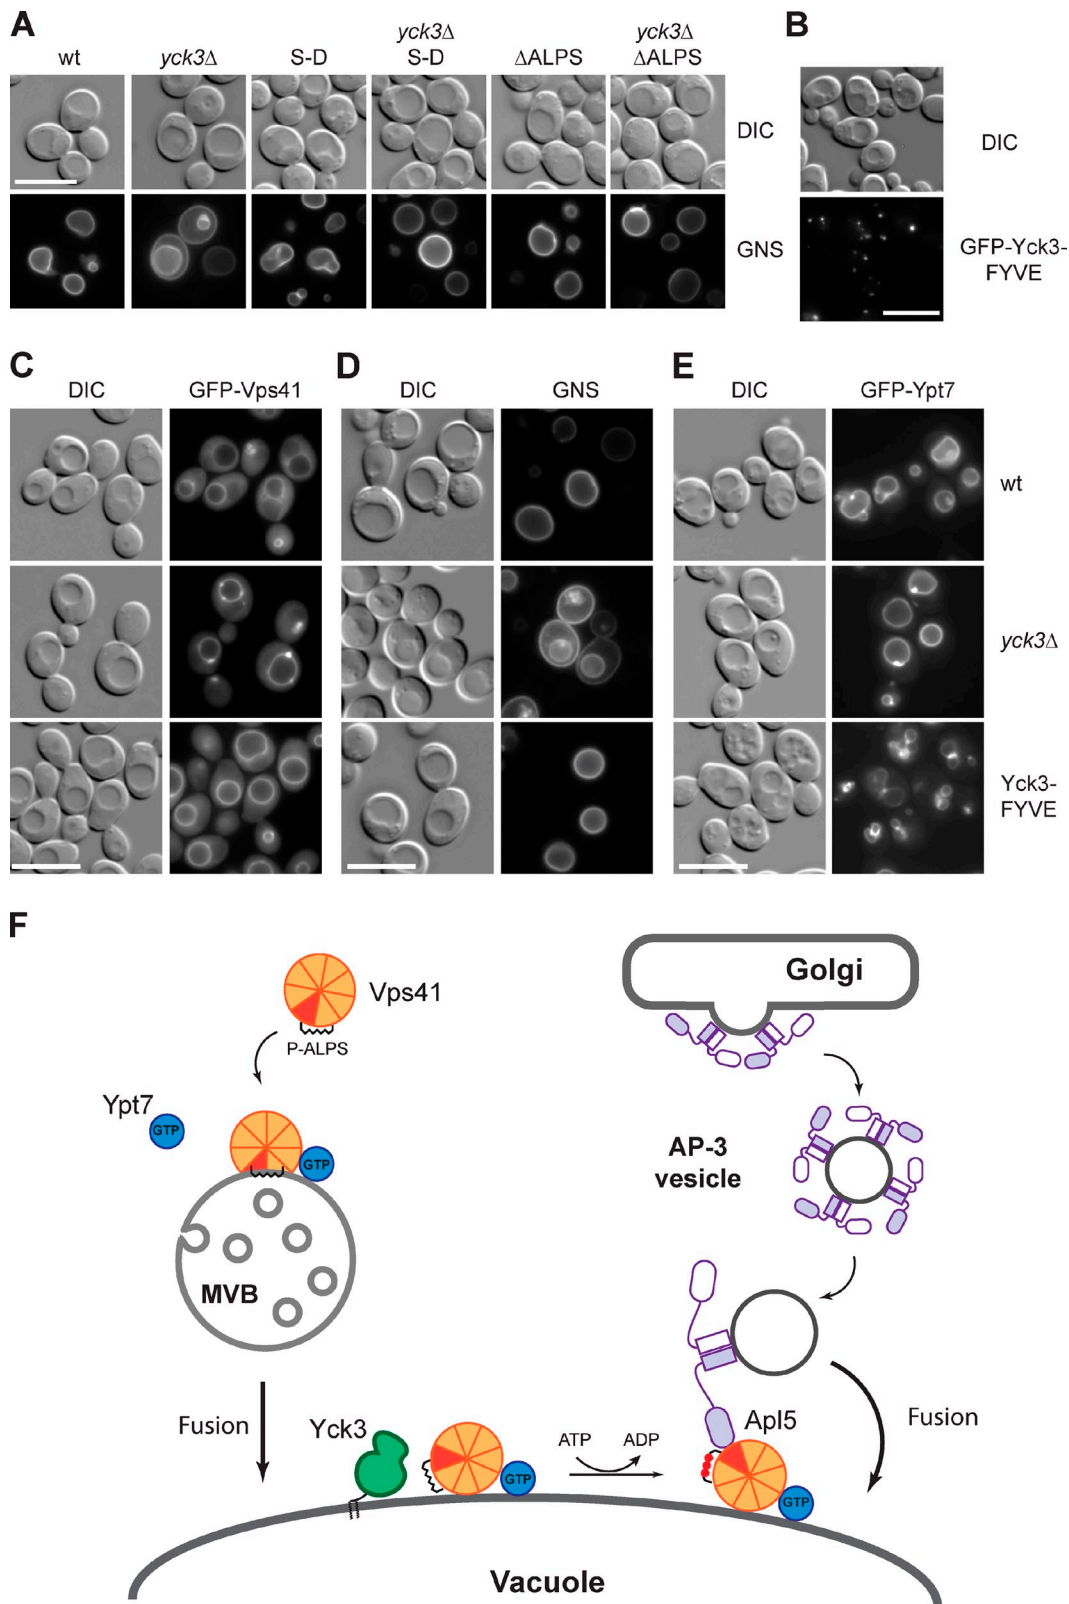 A
B
wt
yck3Δ
S-D
yck3Δ
S-D
ΔALPS
yck3Δ
ΔALPS
DIC
GNS
DIC
GFP-Yck3-
FYVE
C
D
E
DIC
GFP-Vps41
DIC
GNS
DIC
GFP-Ypt7
wt
yck3Δ
Yck3-
FYVE
F
Vps41
P-ALPS
Ypt7
GTP
GTP
MVB
Fusion
Golgi
AP-3
vesicle
Yck3
GTP
ATP
ADP
Apl5
GTP
Fusion
Vacuole